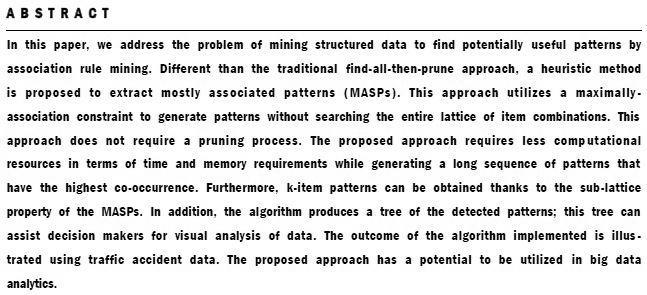 ABSTRACT
In this paper, we address the problem of mining structured data to find potentially useful patterns by
association rule mining. Different than the traditional find-all-then-prune approach, a heuristic method
is proposed to extract mostly associated patterns (MASPs). This approach utilizes a maximally-
association constraint to generate patterns without searching the entire lattice of item combinations. This
approach does not require a pruning process. The proposed approach requires less computational
resources in terms of time and memory requirements while generating a long sequence of patterns that
have the highest co-occurrence. Furthermore, k-item patterns can be obtained thanks to the sub-lattice
property of the MASPs. In addition, the algorithm produces a tree of the detected patterns; this tree can
assist decision makers for visual analysis of data. The outcome of the algorithm implemented is illus-
trated using traffic accident data. The proposed approach has a potential to be utilized in big data
analytics.